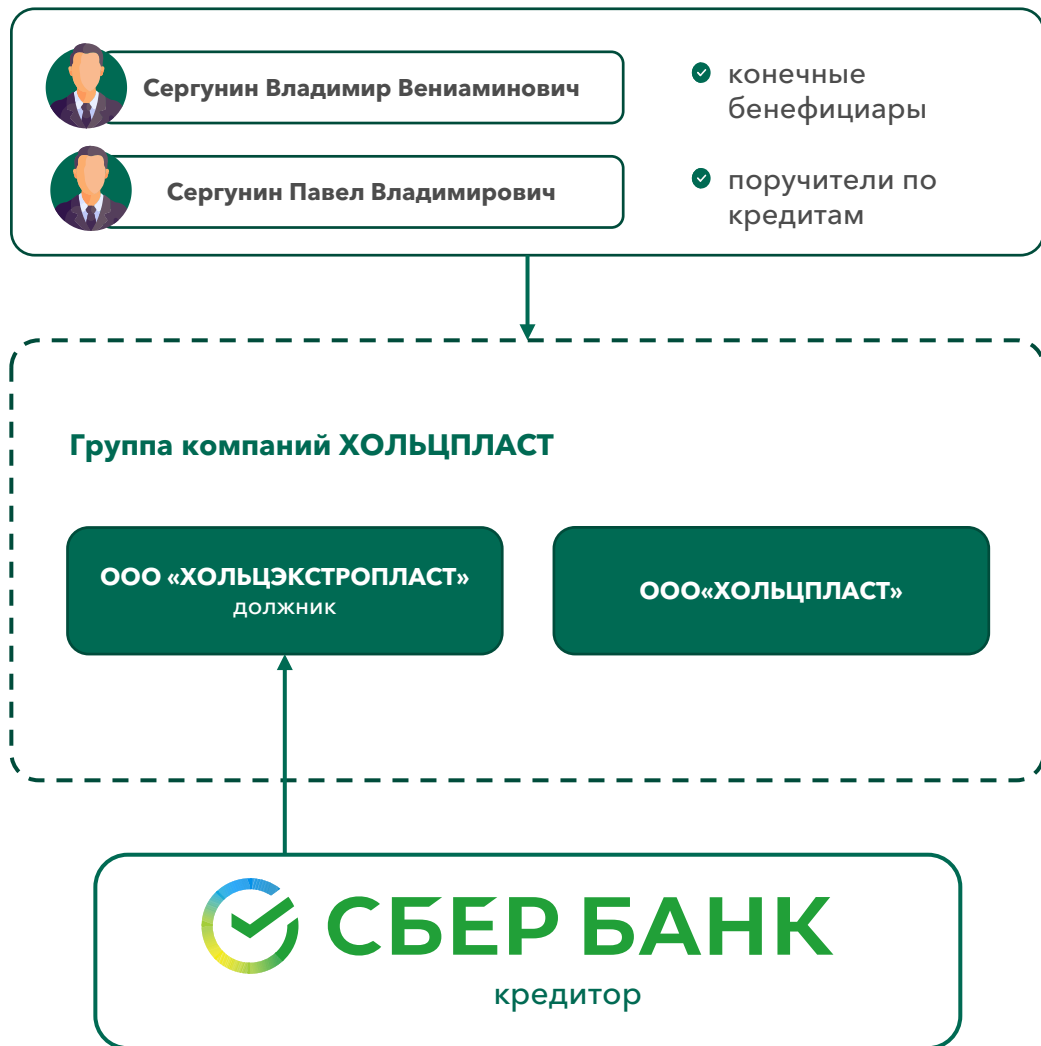 Сергунин Владимир Вениаминович
конечные
бенефициары
Сергунин Павел Владимирович
поручители по
кредитам
Группа компаний ХОЛЬЦПЛАСТ
ООО «ХОЛЬЦЭКСТРОПЛАСТ»
должник
ООО«ХОЛЬЦПЛАСТ»
СБЕР БАНК
кредитор